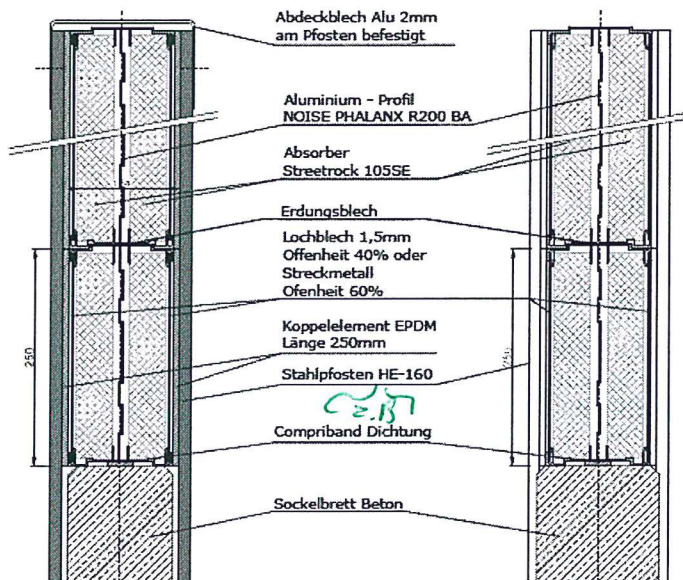 Abdeckblech Alu 2mm
am Pfosten befestigt
Aluminium - Profil
NOISE PHALANX R200 BA
Absorber
Streetrock 105SE
Erdungsblech
Lochblech 1,5mm
Offenheit 40% oder
Streckmetall
Ofenheit 60%
Koppelelement EPDM
Länge 250mm
250
250
Stahlpfosten HE-160
z.B.
Compriband Dichtung
Sockelbrett Beton